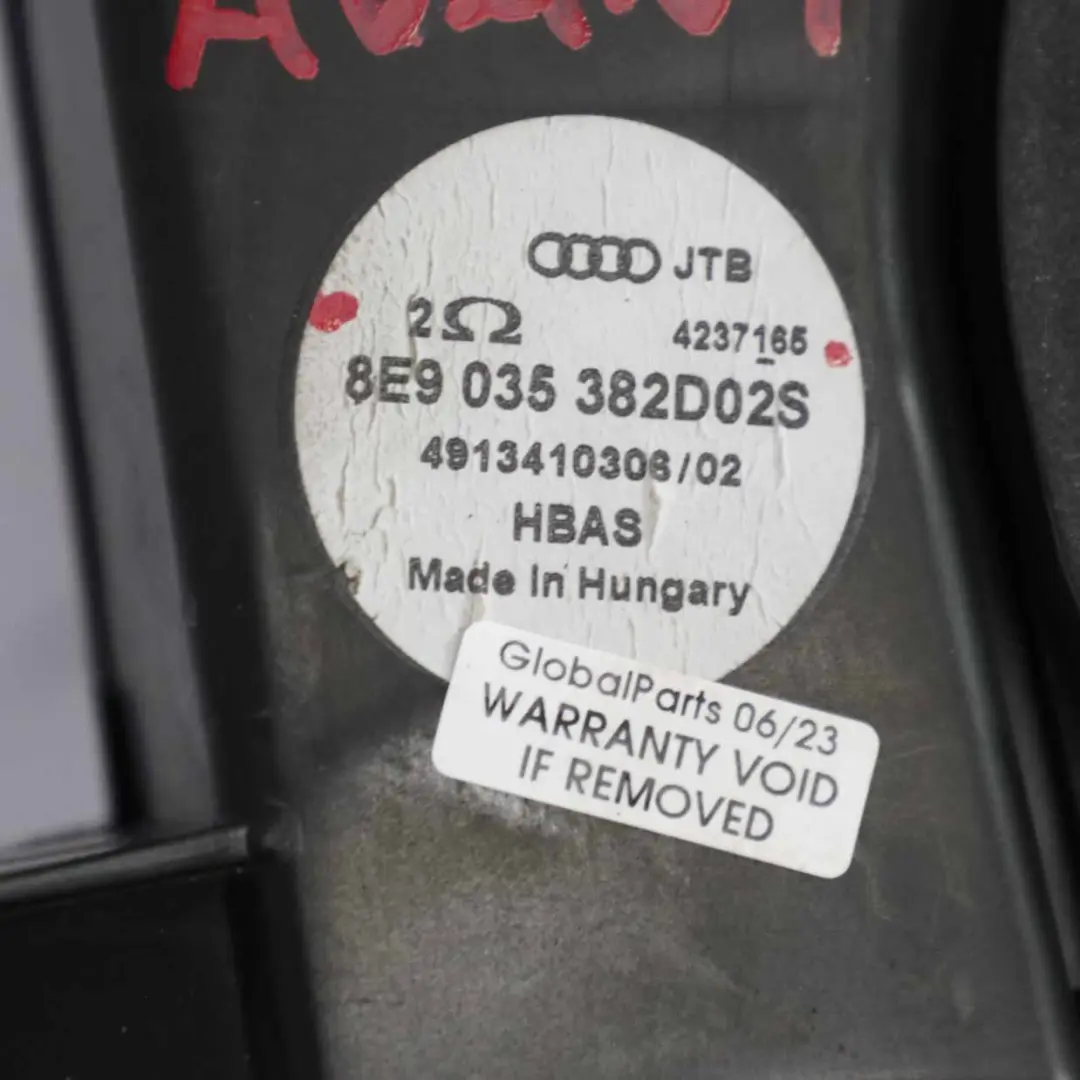 JTB
2Ω 4237165
8E9 035 382D02S
4913410306/02
HBAS
Made In Hungary
GlobalParts 06/23
WARRANTY VOID
IF REMOVED